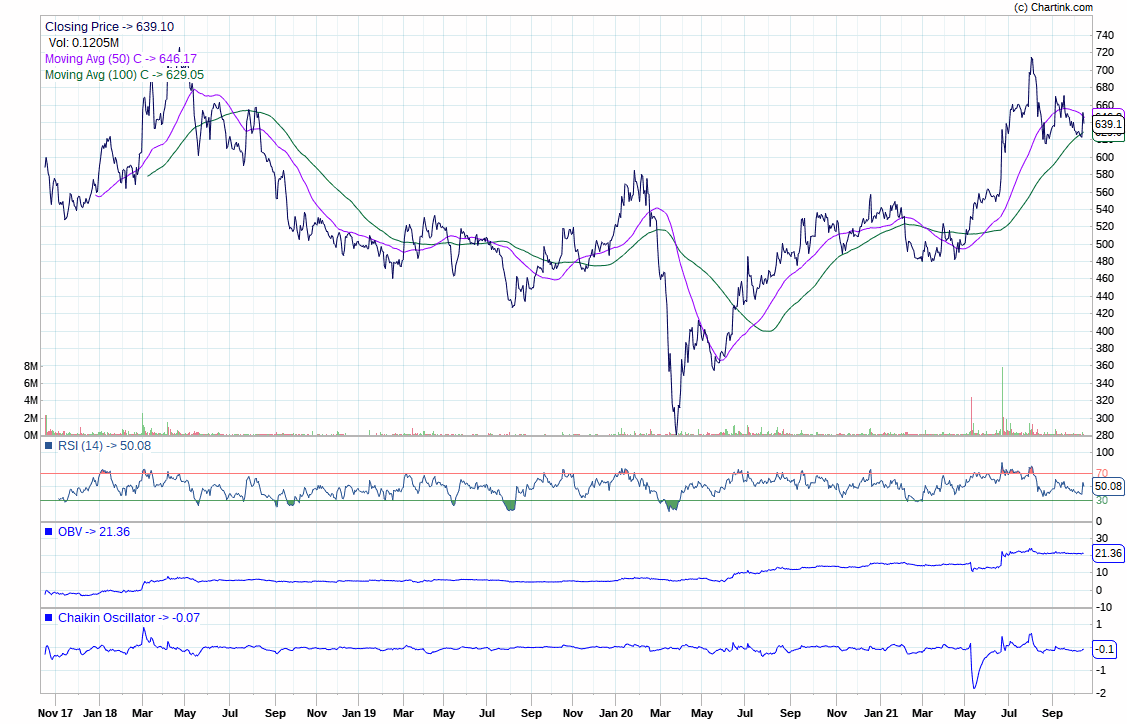 (c) Chartink.com
Closing Price -> 639.10
Vol: 0.1205M
Moving Avg (50) C -> 646.17
Moving Avg (100) C -> 629.05
740
720
700
680
660
639.1
600
580
560
540
520
500
480
460
440
420
400
380
360
340
320
300
280
8M
6M
4M
2M
0M
RSI (14) -> 50.08
100
70
50.08
30
0
OBV -> 21.36
30
21.36
10
0
-10
Chaikin Oscillator -> -0.07
1
-0.1
-1
-2
Nov 17 Jan 18 Mar May Jul Sep Nov Jan 19 Mar May Jul Sep Nov Jan 20 Mar May Jul Sep Nov Jan 21 Mar May Jul Sep